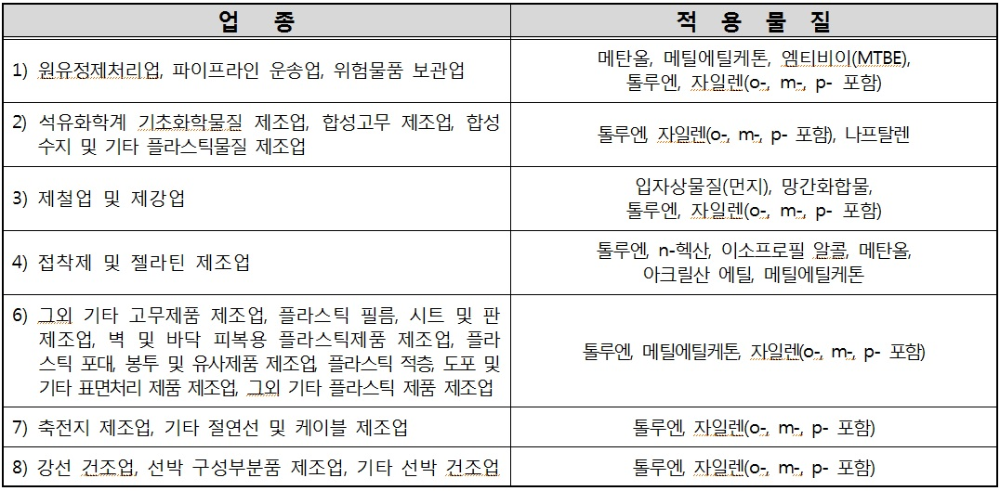 업 종
적 용 물 질
1) 원유정제처리업, 파이프라인 운송업, 위험물품 보관업
메탄올, 메틸에틸케톤, 엠티비이(MTBE),
톨루엔, 자일렌(o-, m-, p- 포함)
2) 석유화학계 기초화학물질 제조업, 합성고무 제조업, 합성
수지 및 기타 플라스틱물질 제조업
톨루엔, 자일렌(o-, m-, p- 포함), 나프탈렌
3) 제철업 및 제강업
입자상물질(먼지), 망간화합물,
톨루엔, 자일렌(o-, m-, p- 포함)
4) 접착제 및 젤라틴 제조업
톨루엔, n-헥산, 이소프로필 알콜, 메탄올,
아크릴산 에틸, 메틸에틸케톤
6) 그외 기타 고무제품 제조업, 플라스틱 필름, 시트 및 판
제조업, 벽 및 바닥 피복용 플라스틱제품 제조업, 플라
스틱 포대, 봉투 및 유사제품 제조업, 플라스틱 적층, 도포 및
기타 표면처리 제품 제조업, 그외 기타 플라스틱 제품 제조업
톨루엔, 메틸에틸케톤, 자일렌(o-, m-, p- 포함)
7) 축전지 제조업, 기타 절연선 및 케이블 제조업
톨루엔, 자일렌(o-, m-, p- 포함)
8) 강선 건조업, 선박 구성부분품 제조업, 기타 선박 건조업
톨루엔, 자일렌(o-, m-, p- 포함)